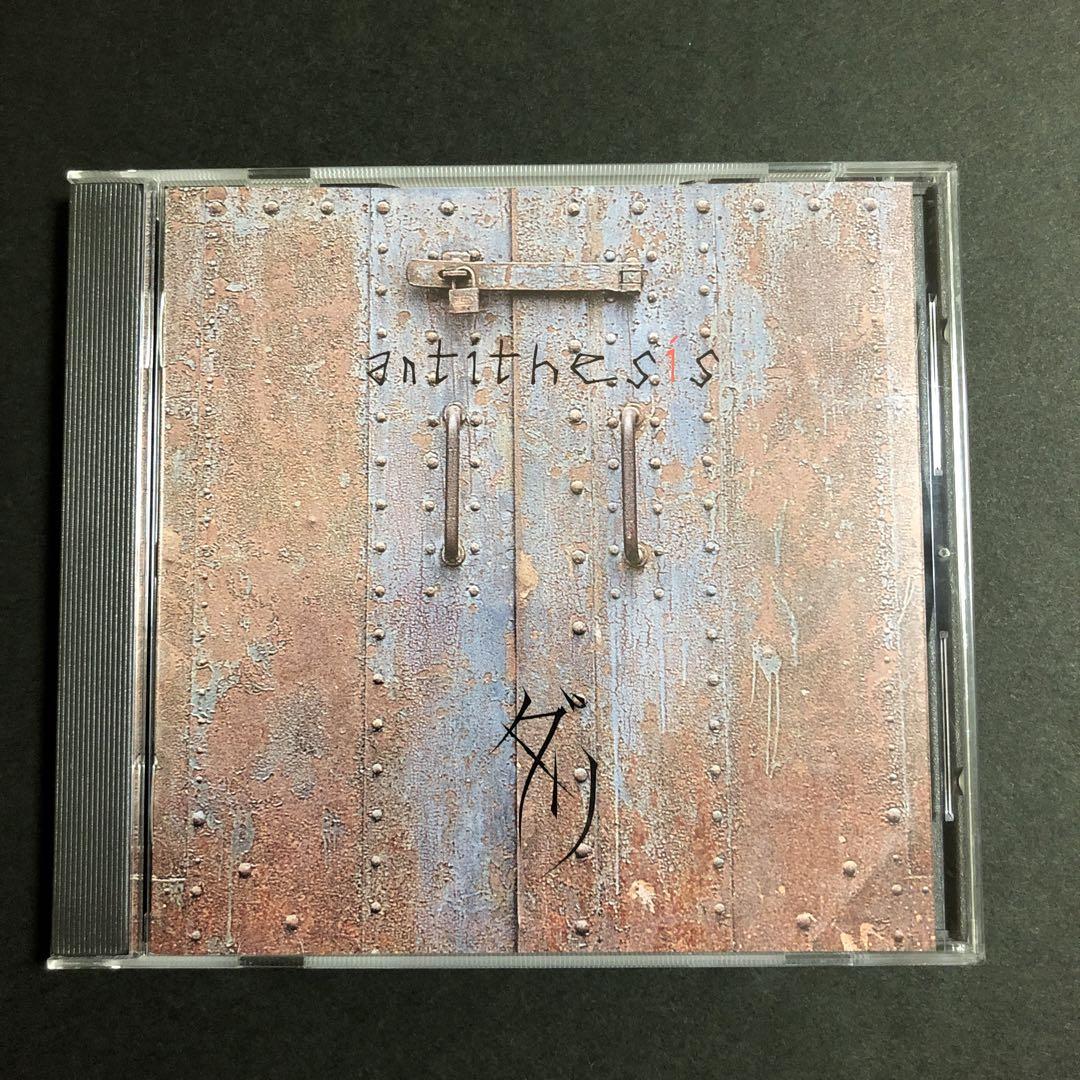 antithesis
ダリ